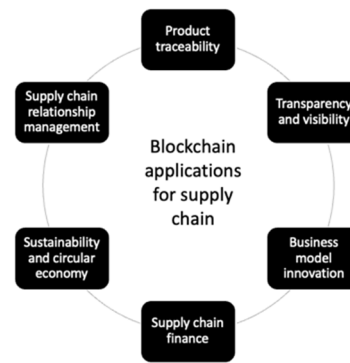 Product
traceability
Supply chain
relationship
management
Transparency
and visibility
Blockchain
applications
for supply
chain
Sustainability
and circular
economy
Business
model
innovation
Supply chain
finance